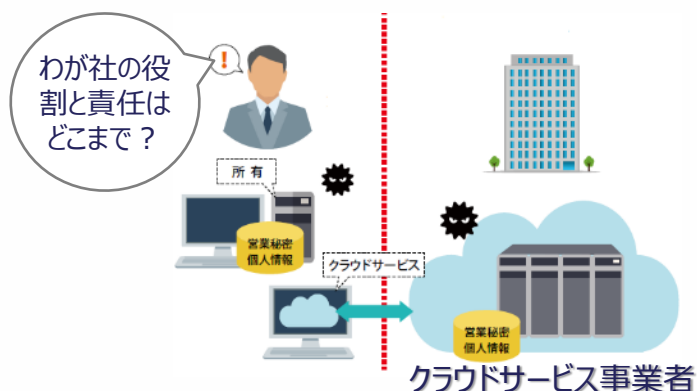 わが社の役
割と責任は
どこまで？
!
所有
営業秘密
個人情報
クラウドサービス
営業秘密
個人情報
クラウドサービス事業者